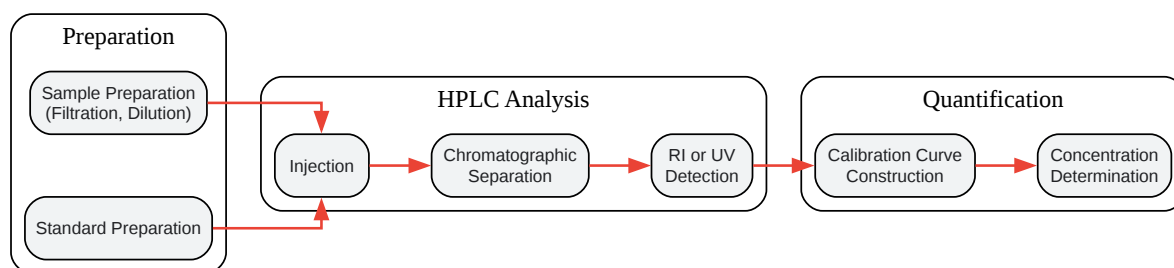 Preparation
Sample Preparation
(Filtration, Dilution)
Standard Preparation
HPLC Analysis
Injection
Chromatographic
Separation
RI or UV
Detection
Quantification
Calibration Curve
Construction
Concentration
Determination